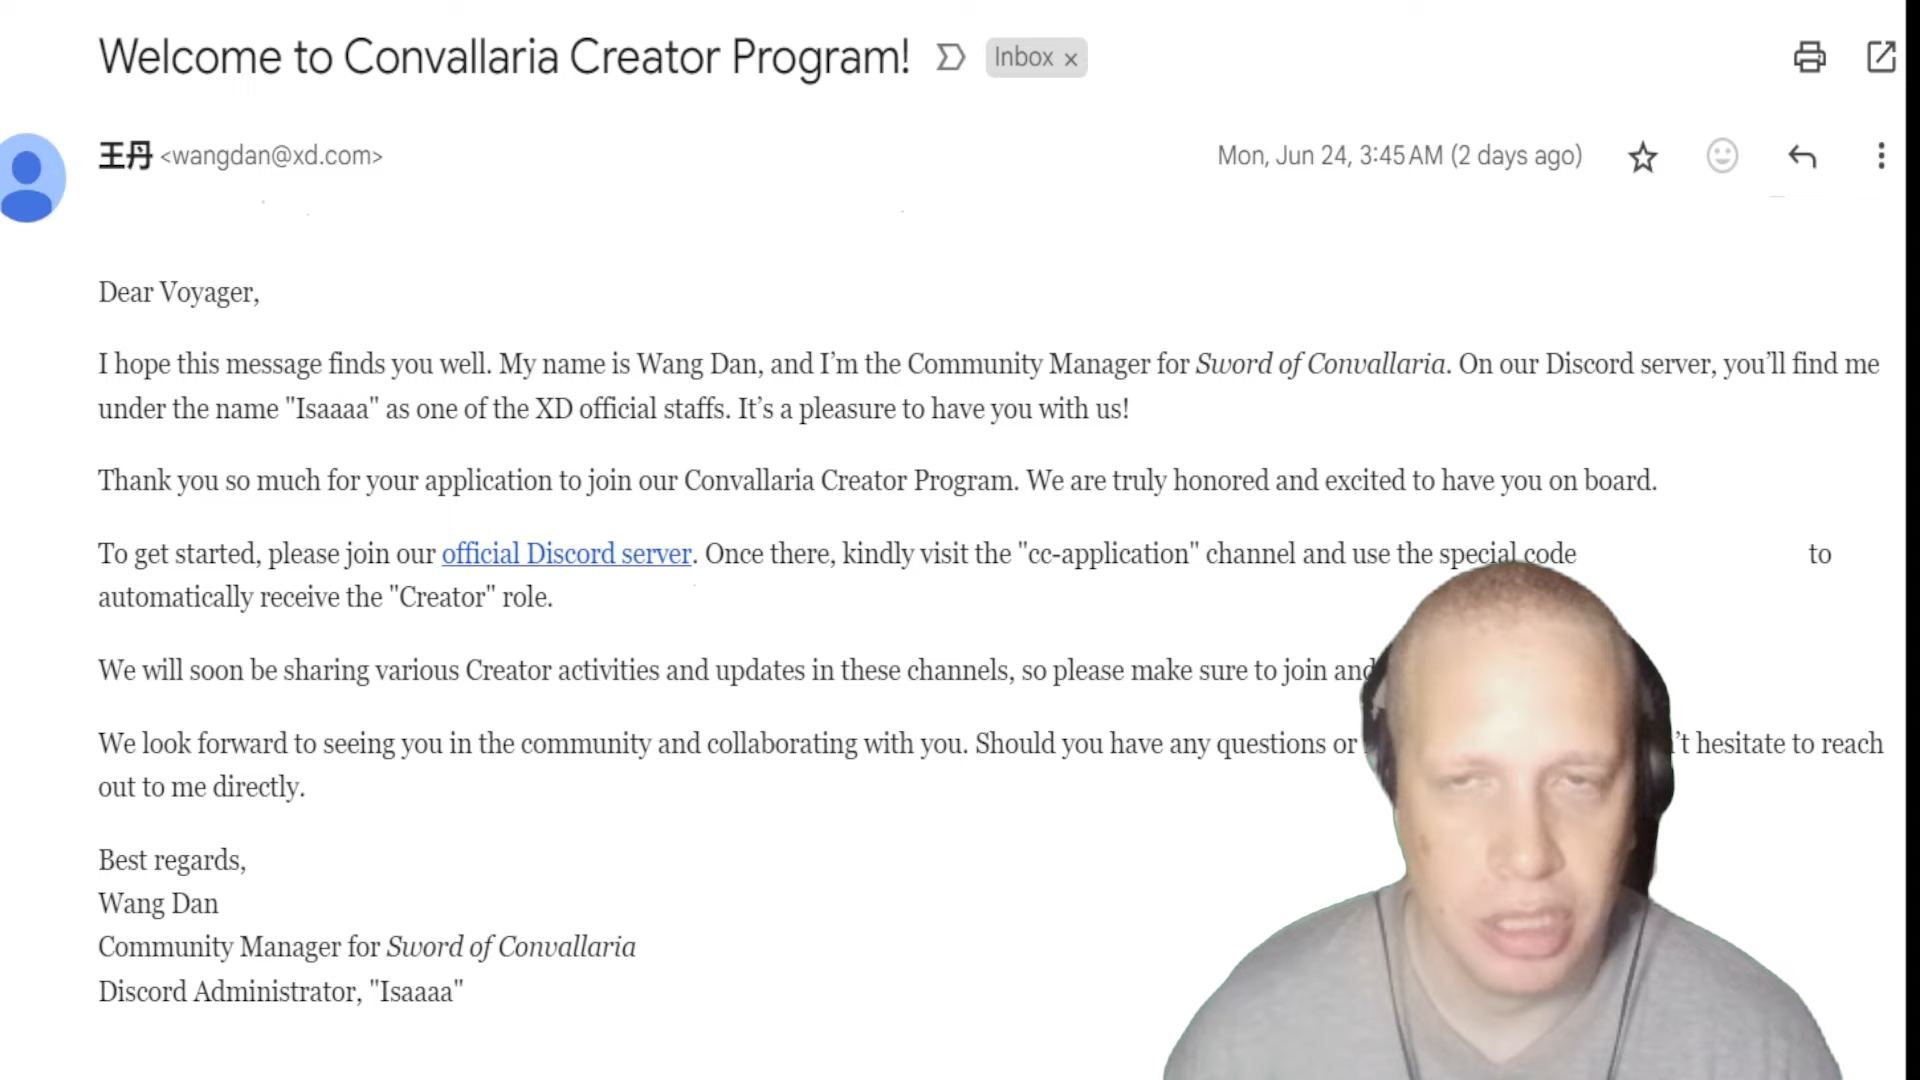 Welcome to Convallaria Creator Program! Inbox ×
王丹 <wangdan@xd.com> Mon, Jun 24, 3:45 AM (2 days ago)
Dear Voyager,
I hope this message finds you well. My name is Wang Dan, and I’m the Community Manager for Sword of Convallaria. On our Discord server, you’ll find me
under the name "Isaaaa" as one of the XD official staffs. It’s a pleasure to have you with us!
Thank you so much for your application to join our Convallaria Creator Program. We are truly honored and excited to have you on board.
To get started, please join our official Discord server. Once there, kindly visit the "cc-application" channel and use the special code to
automatically receive the "Creator" role.
We will soon be sharing various Creator activities and updates in these channels, so please make sure to join and
We look forward to seeing you in the community and collaborating with you. Should you have any questions or ’t hesitate to reach
out to me directly.
Best regards,
Wang Dan
Community Manager for Sword of Convallaria
Discord Administrator, "Isaaaa"